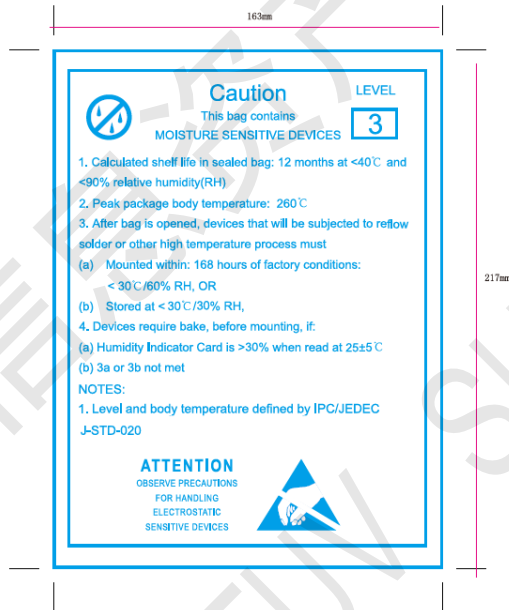 163mm
Caution
LEVEL
This bag contains
3
MOISTURE SENSITIVE DEVICES
1. Calculated shelf life in sealed bag: 12 months at <40℃ and
<90% relative humidity(RH)
2. Peak package body temperature: 260℃
3. After bag is opened, devices that will be subjected to reflow
solder or other high temperature process must
(a) Mounted within: 168 hours of factory conditions:
< 30℃/60% RH, OR
(b) Stored at < 30℃/30% RH,
4. Devices require bake, before mounting, if:
(a) Humidity Indicator Card is >30% when read at 25±5℃
(b) 3a or 3b not met
NOTES:
1. Level and body temperature defined by IPC/JEDEC
J-STD-020
217mm
ATTENTION
OBSERVE PRECAUTIONS
FOR HANDLING
ELECTROSTATIC
SENSITIVE DEVICES
信息资产